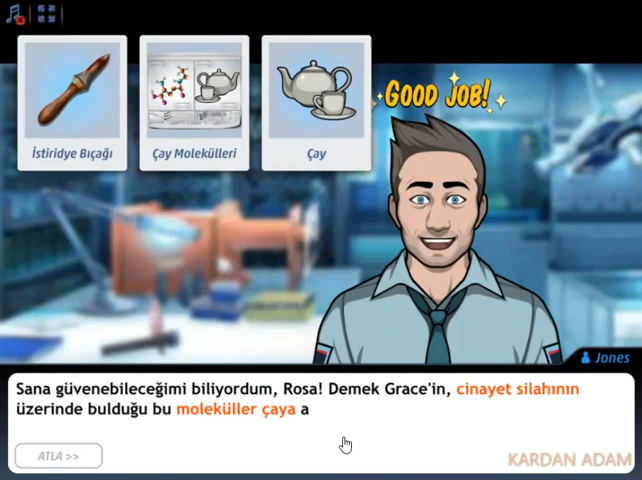 GOOD JOB!
İstiridye Bıçağı
Çay Molekülleri
Çay
Jones
Sana güvenebileceğimi biliyordum, Rosa! Demek Grace'in, cinayet silahının
üzerinde bulduğu bu moleküller çaya a
ATLA >>
KARDAN ADAM